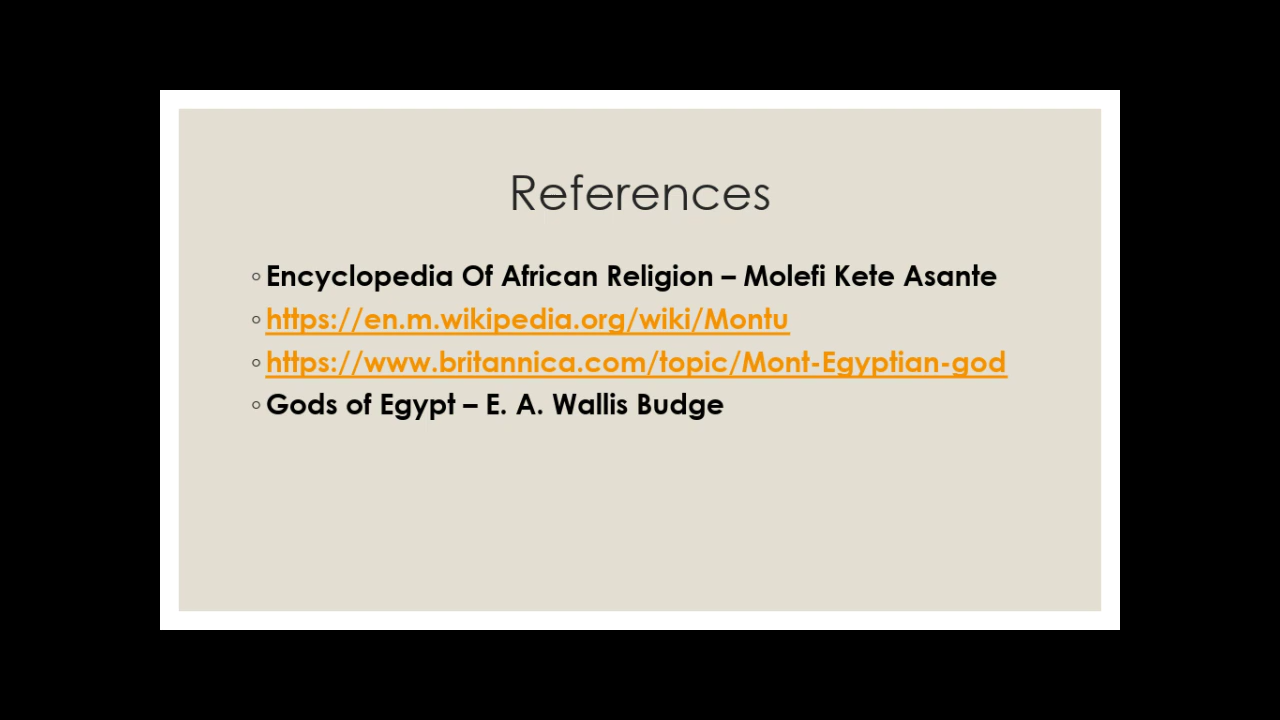 References
◦ Encyclopedia Of African Religion – Molefi Kete Asante
◦ https://en.m.wikipedia.org/wiki/Montu
◦ https://www.britannica.com/topic/Mont-Egyptian-god
◦ Gods of Egypt – E. A. Wallis Budge